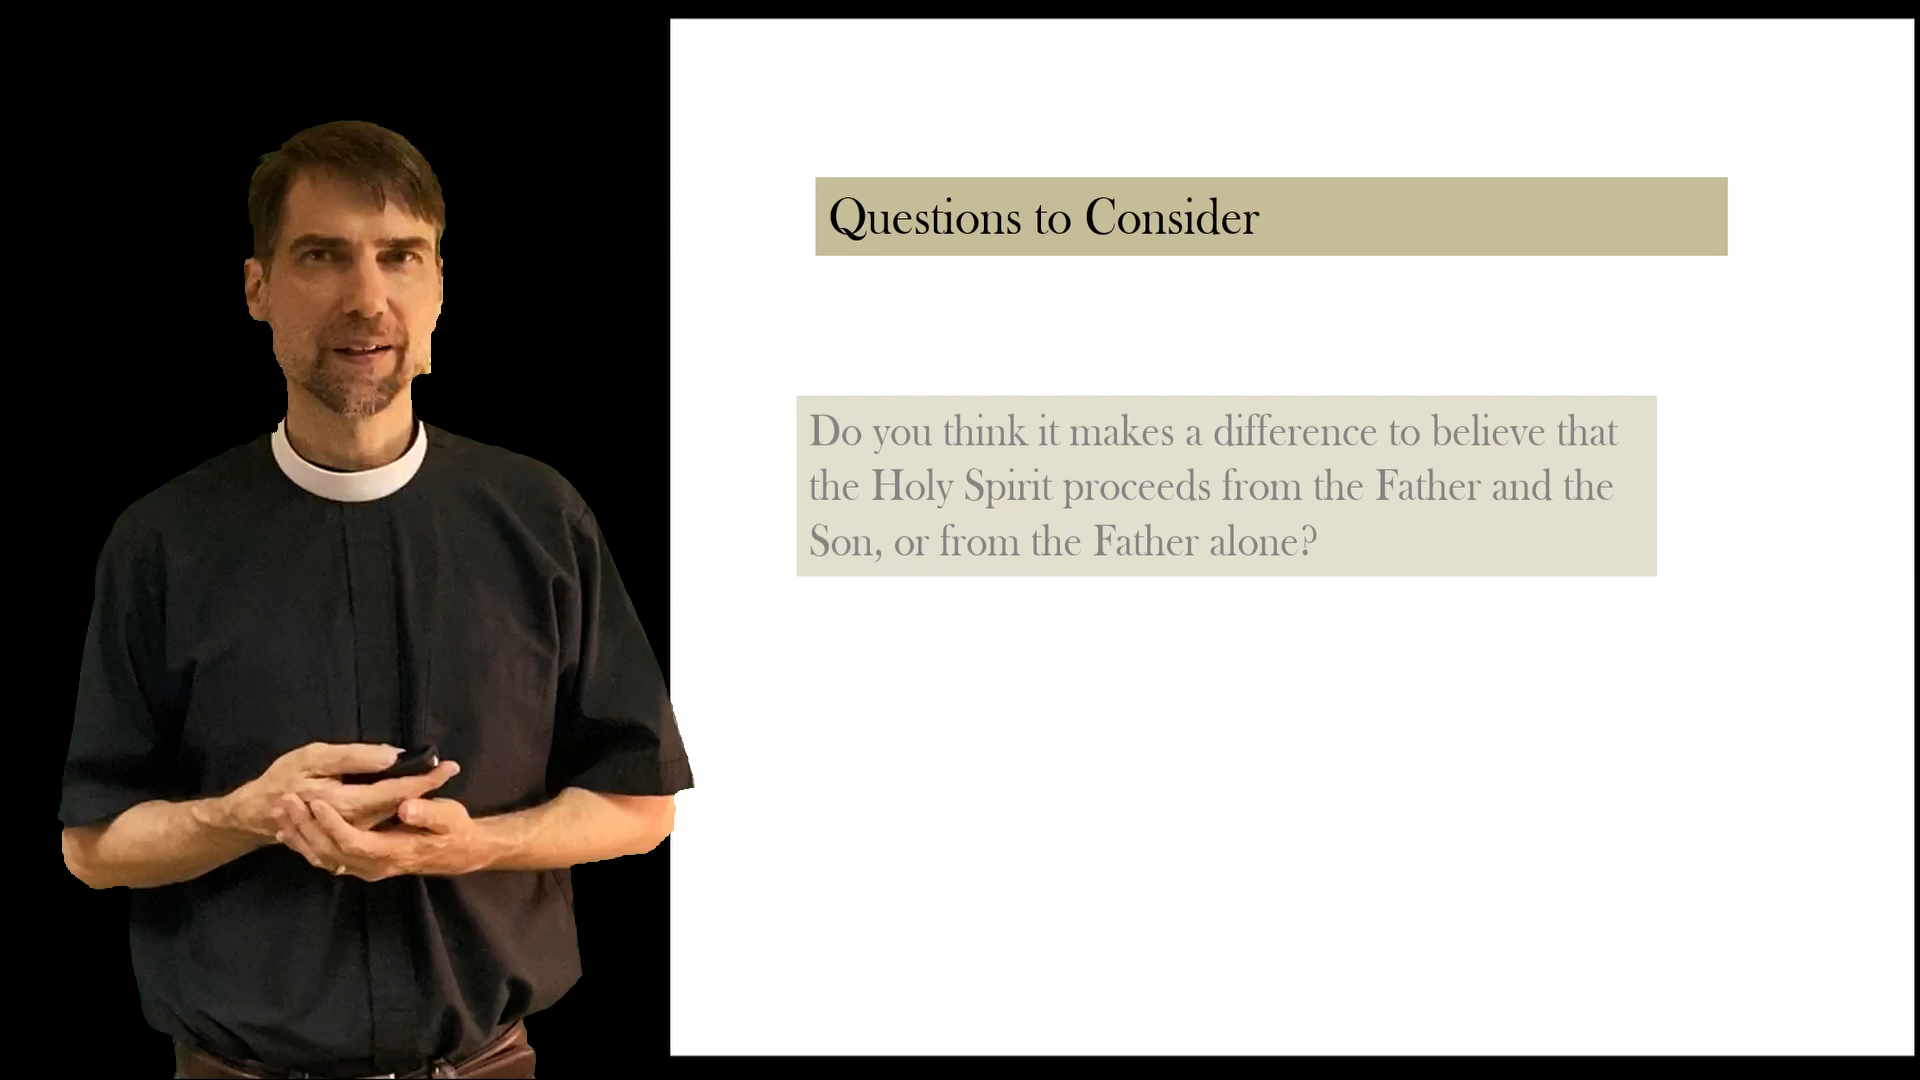 Questions to Consider
Do you think it makes a difference to believe that
the Holy Spirit proceeds from the Father and the
Son, or from the Father alone?